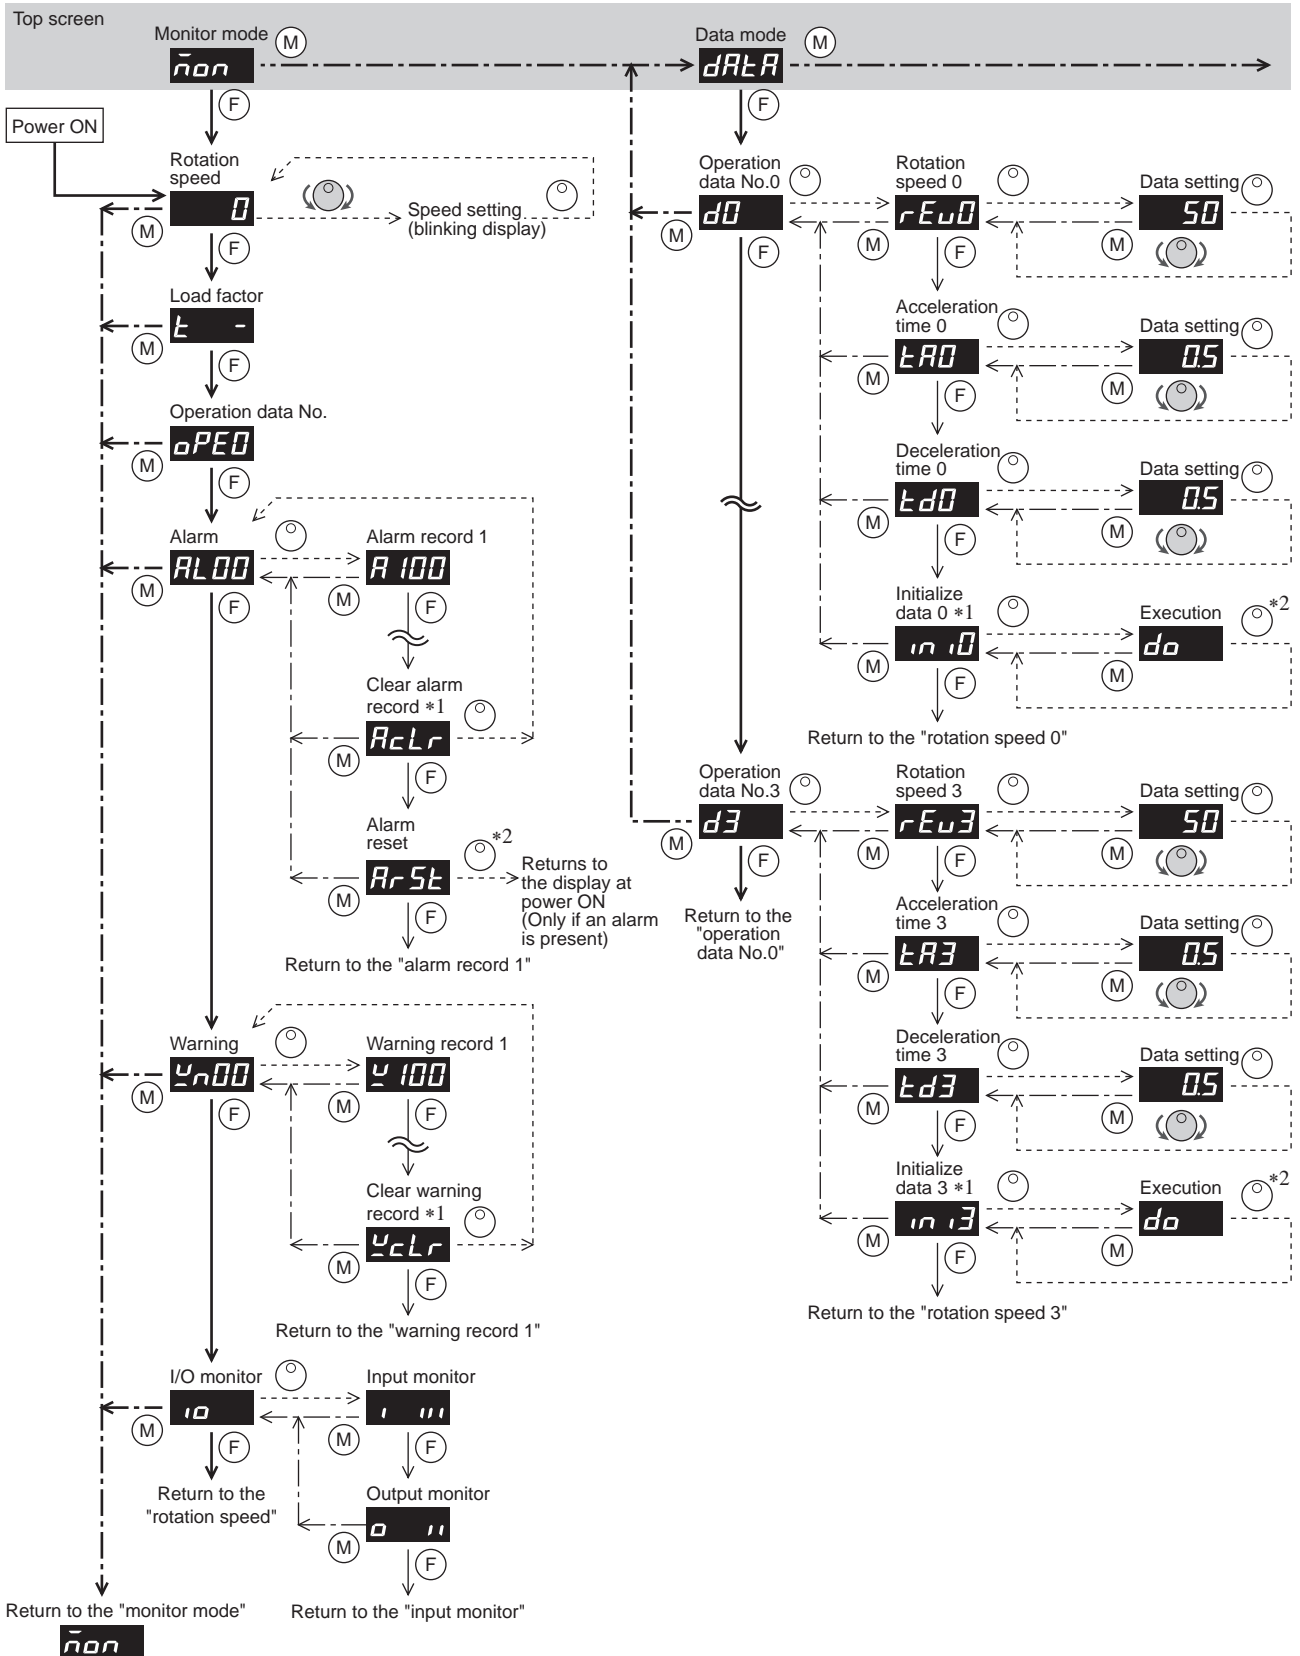 Top screen
Monitor mode
M
Data mode
M
non
dAtA
F
F
Power ON
Rotation
speed
0
M
F
Speed setting
(blinking display)
Load factor
t -
M
F
Operation data No.
oPE0
M
F
Alarm
AL00
M
F
Alarm record 1
A100
M
F
Clear alarm
record *1
AcLr
M
F
Alarm
reset
ArSt
*2
M
F
Returns to
the display at
power ON
(Only if an alarm
is present)
Return to the "alarm record 1"
Warning
Wn00
M
F
Warning record 1
W100
M
F
Clear warning
record *1
WcLr
M
F
Return to the "warning record 1"
I/O monitor
io
M
F
Return to the
"rotation speed"
Input monitor
i ııı
M
F
Output monitor
o ıı
M
F
Return to the "monitor mode"
non
Return to the "input monitor"
Operation
data No.0
d0
M
F
Rotation
speed 0
rEv0
M
F
Data setting
50
M
Acceleration
time 0
tA0
M
F
Data setting
0.5
M
Deceleration
time 0
td0
M
F
Data setting
0.5
M
Initialize
data 0 *1
ini0
M
F
Execution
do
*2
M
Return to the "rotation speed 0"
Operation
data No.3
d3
M
F
Return to the
"operation
data No.0"
Rotation
speed 3
rEv3
M
F
Data setting
50
M
Acceleration
time 3
tA3
M
F
Data setting
0.5
M
Deceleration
time 3
td3
M
F
Data setting
0.5
M
Initialize
data 3 *1
ini3
M
F
Execution
do
*2
M
Return to the "rotation speed 3"